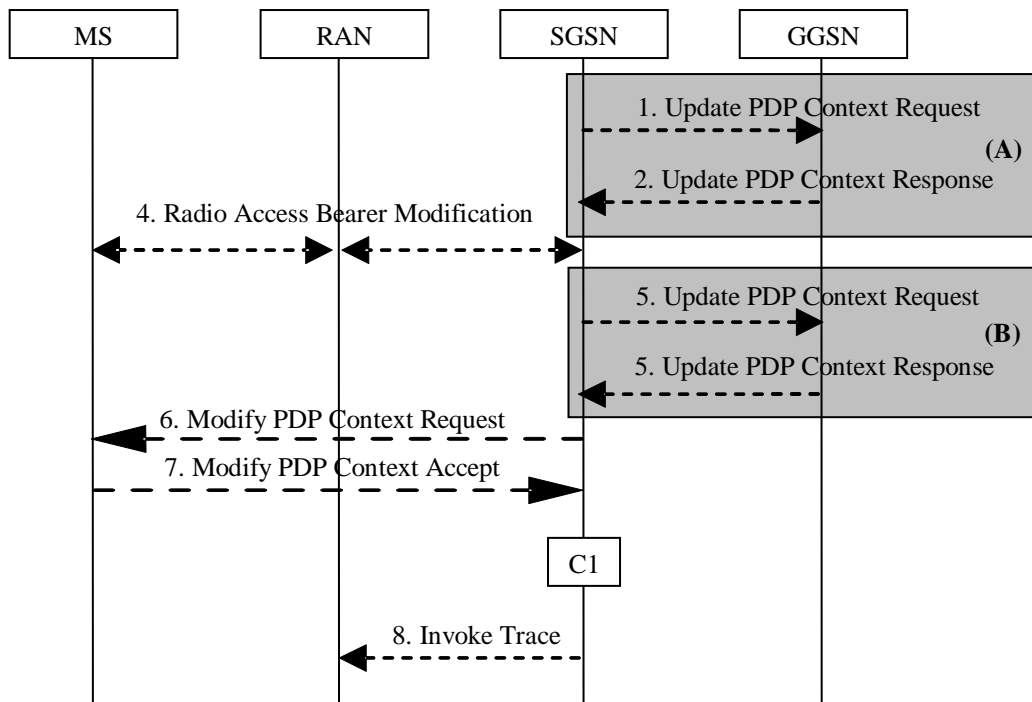 MS
RAN
SGSN
GGSN
1. Update PDP Context Request
(A)
2. Update PDP Context Response
4. Radio Access Bearer Modification
5. Update PDP Context Request
(B)
5. Update PDP Context Response
6. Modify PDP Context Request
7. Modify PDP Context Accept
C1
8. Invoke Trace